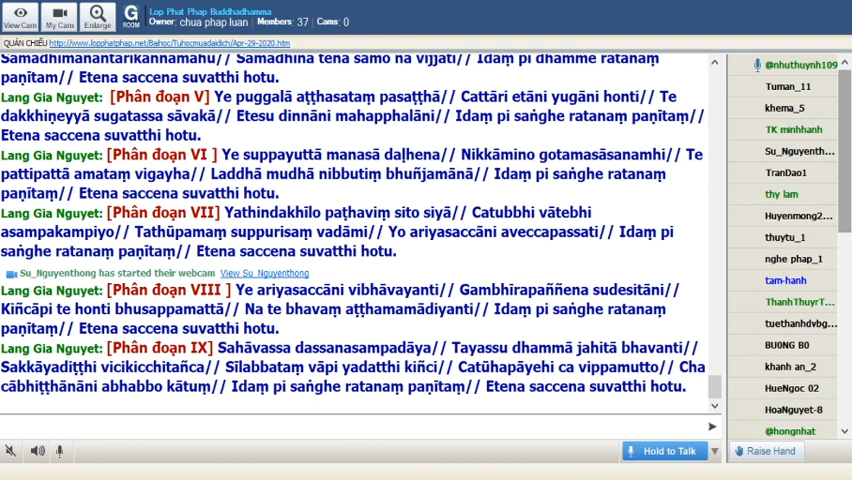 Lop Phat Phap Buddhadhamma
Owner: chua phap luan Members: 37 Cams: 0
View Cam
My Cam
Enlarge
G
ROOM
QUÁN CHIẾU http://www.lopphatphap.net/Baihoc/Tuhocmuadaidich/Apr-29-2020.htm
Samādhimānantarikaññamāhu// Samādhinā tena samo na vijjati// Idaṃ pi dhamme ratanaṃ
paṇītaṃ// Etena saccena suvatthi hotu.
Lang Gia Nguyet: [Phân đoạn V] Ye puggalā aṭṭhasataṃ pasaṭṭhā// Cattāri etāni yugāni honti// Te
dakkhiṇeyyā sugatassa sāvakā// Etesu dinnāni mahapphalāni// Idaṃ pi saṅghe ratanaṃ paṇītaṃ//
Etena saccena suvatthi hotu.
Lang Gia Nguyet: [Phân đoạn VI ] Ye suppayuttā manasā daḷhena// Nikkāmino gotamasāsanamhi// Te
pattipattā amataṃ vigayha// Laddhā mudhā nibbutiṃ bhuñjamānā// Idaṃ pi saṅghe ratanaṃ
paṇītaṃ// Etena saccena suvatthi hotu.
Lang Gia Nguyet: [Phân đoạn VII] Yathindakhīlo paṭhaviṃ sito siyā// Catubbhi vātebhi
asampakampiyo// Tathūpamaṃ suppurisaṃ vadāmi// Yo ariyasaccāni aveccapassati// Idaṃ pi
saṅghe ratanaṃ paṇītaṃ// Etena saccena suvatthi hotu.
Su_Nguyenthong has started their webcam View Su_Nguyenthong
Lang Gia Nguyet: [Phân đoạn VIII ] Ye ariyasaccāni vibhāvayanti// Gambhīrapaññena sudesitāni//
Kiñcāpi te honti bhusappamattā// Na te bhavaṃ aṭṭhamamādiyanti// Idaṃ pi saṅghe ratanaṃ
paṇītaṃ// Etena saccena suvatthi hotu.
Lang Gia Nguyet: [Phân đoạn IX] Sahāvassa dassanasampadāya// Tayassu dhammā jahitā bhavanti//
Sakkāyadiṭṭhi vicikicchitañca// Sīlabbataṃ vāpi yadatthi kiñci// Catūhapāyehi ca vippamutto// Cha
cābhiṭṭhānāni abhabbo kātuṃ// Idaṃ pi saṅghe ratanaṃ paṇītaṃ// Etena saccena suvatthi hotu.
Hold to Talk
Raise Hand
@nhuthuynh109
Tuman_11
khema_5
TK minhhanh
Su_Nguyenth...
TranDao1
thy lam
Huyenmong2...
thuytu_1
nghe phap_1
tam-hanh
ThanhThuyrT...
tuethanhdvbg...
BU0NG B0
khanh an_2
HueNgoc 02
HoaNguyet-8
@hongnhat